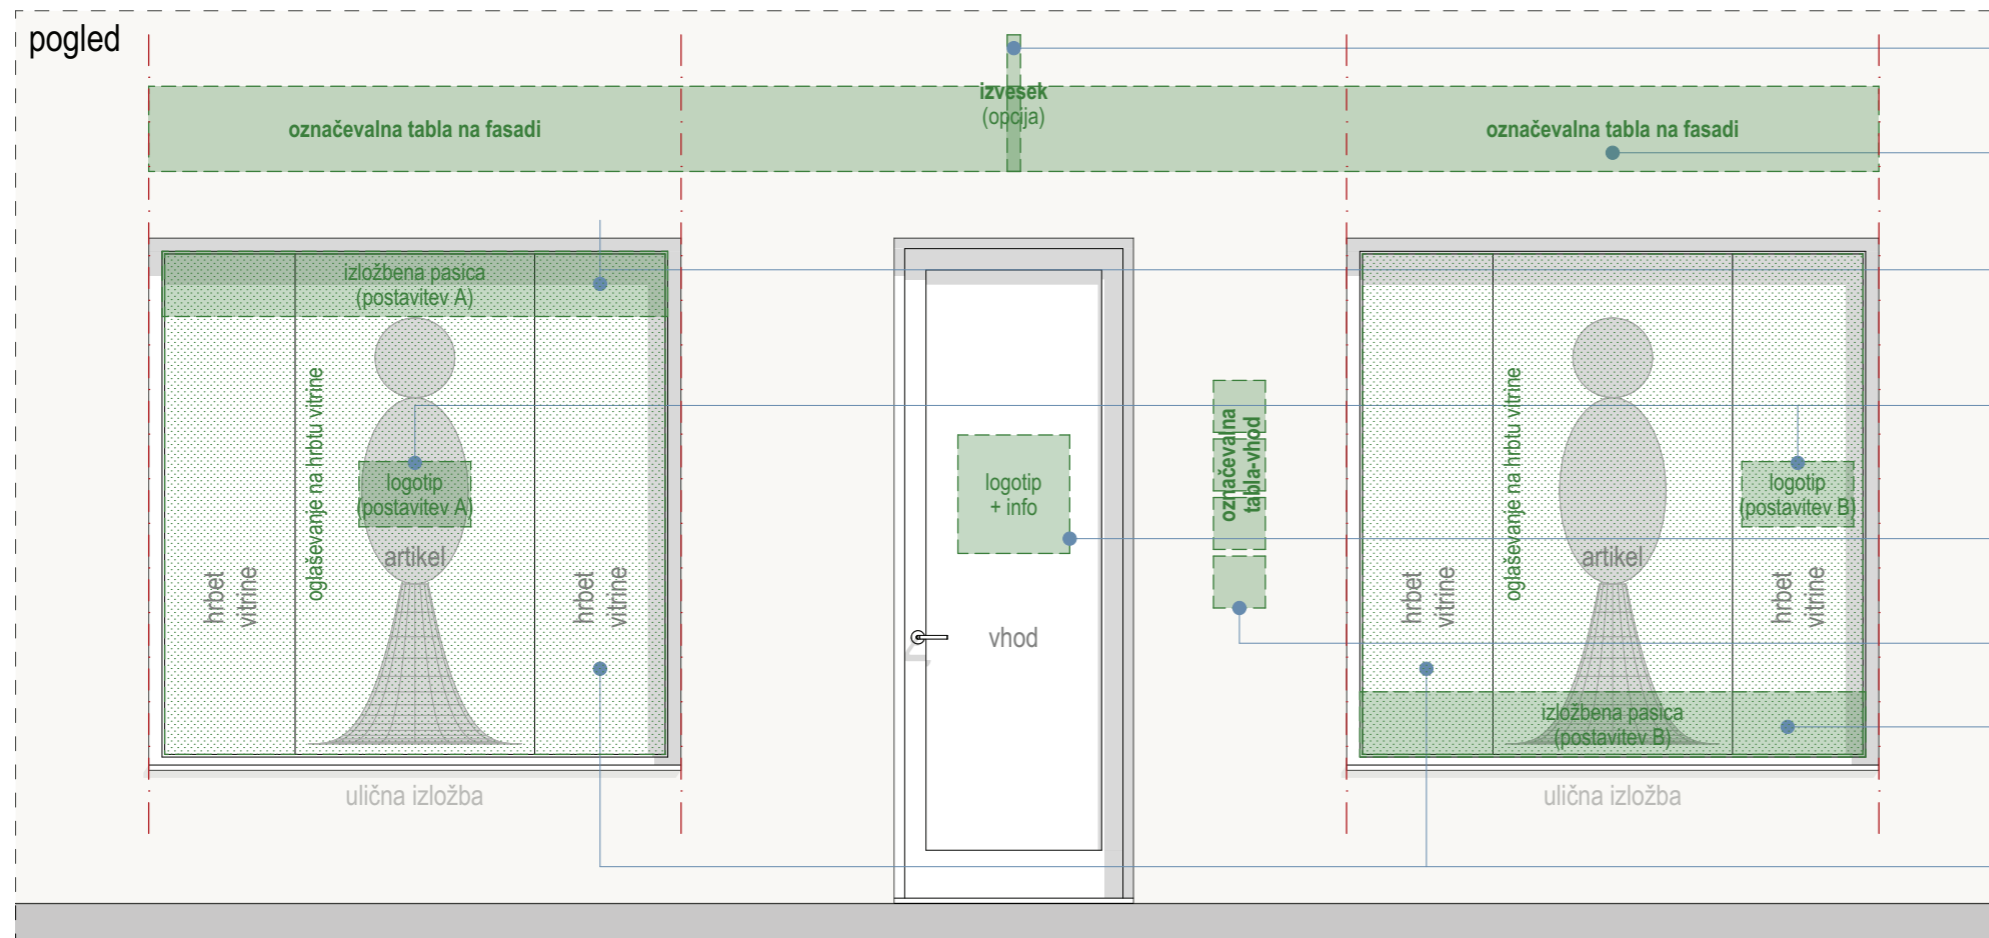 pogled
izvesek
(opcija)
označevalna tabla na fasadi
označevalna tabla na fasadi
izložbena pasica
(postavitev A)
oglaševanje na hrbtu vitrine
logotip
(postavitev A)
artikel
hrbet
vitrine
hrbet
vitrine
ulična izložba
logotip
+ info
vhod
označevalna
tabla-vhod
oglaševanje na hrbtu vitrine
logotip
(postavitev B)
artikel
hrbet
vitrine
hrbet
vitrine
izložbena pasica
(postavitev B)
ulična izložba